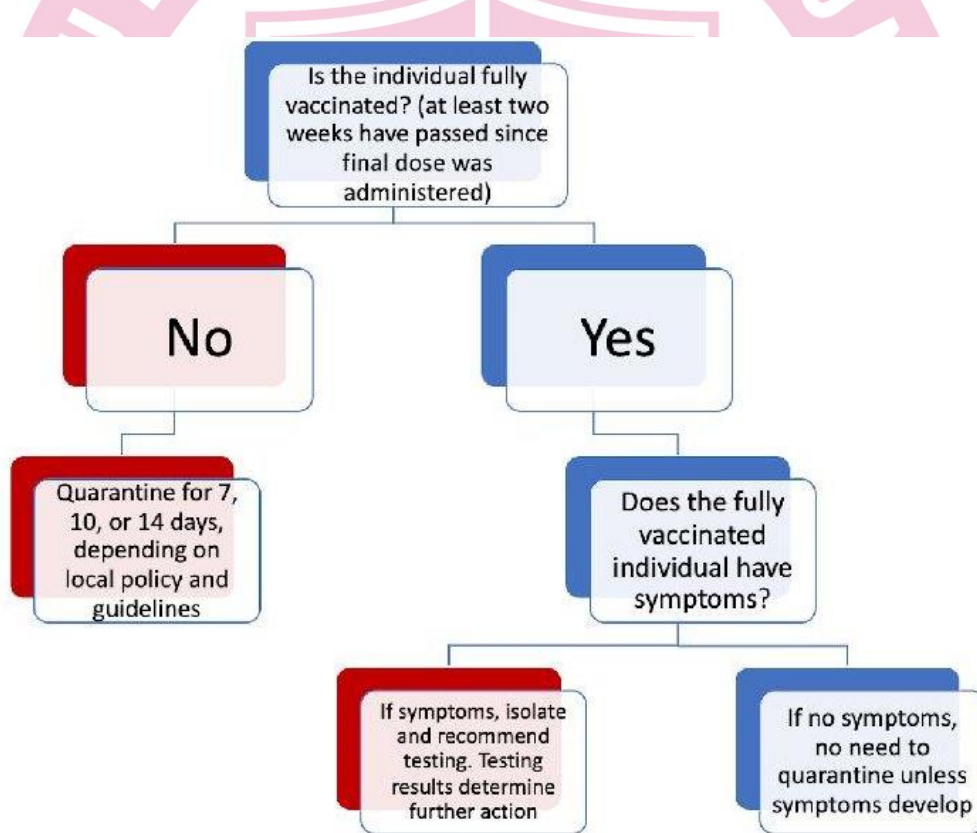 Is the individual fully
vaccinated? (at least two
weeks have passed since
final dose was
administered)
No
Yes
Quarantine for 7,
10, or 14 days,
depending on
local policy and
guidelines
Does the fully
vaccinated
individual have
symptoms?
If symptoms, isolate
and recommend
testing. Testing
results determine
further action
If no symptoms,
no need to
quarantine unless
symptoms develop